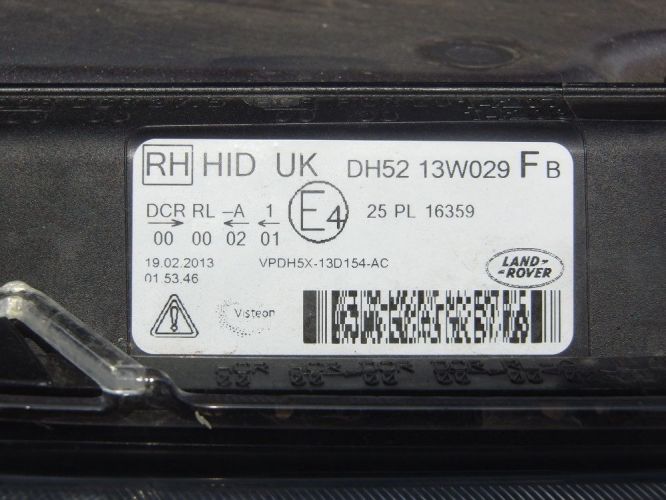 RH HID UK DH52 13W029 F B
DCR RL -A 1
E4
25 PL 16359
00 00 02 01
19.02.2013
VPDH5X-13D154-AC
01.53.46
LAND-
-ROVER
Visteon